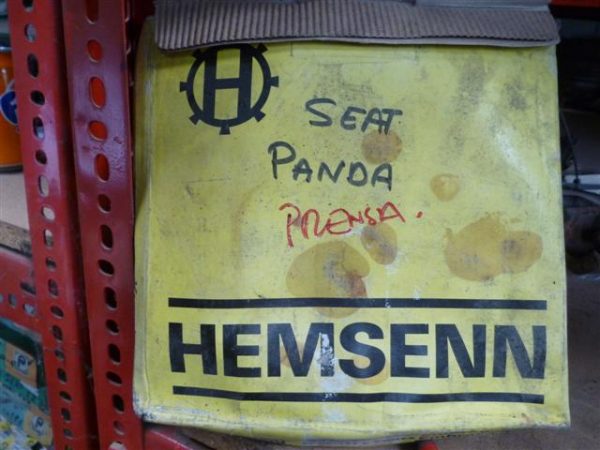 H
SEAT
PANDA
PRENSA.
HEMSENN